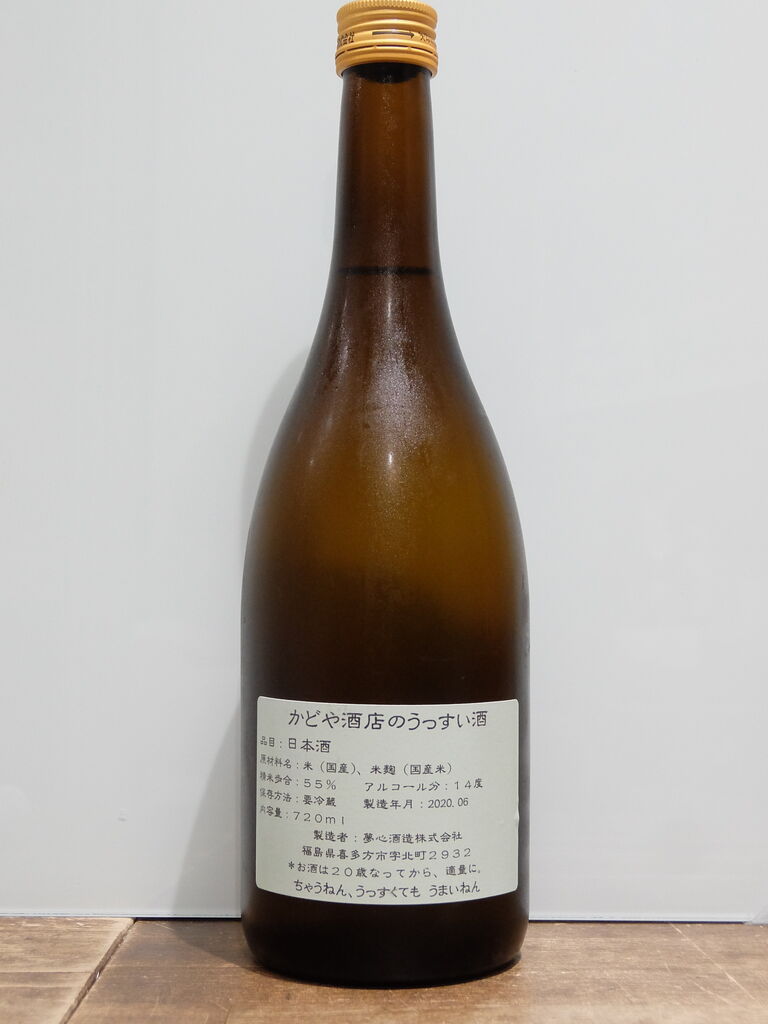 かどや酒店のうっすい酒
品目：日本酒
原材料名：米（国産）、米麹（国産米）
精米歩合：５５％　アルコール分：１４度
保存方法：要冷蔵　製造年月：2020.06
内容量：７２０ｍｌ
製造者：夢心酒造株式会社
福島県喜多方市字北町２９３２
＊お酒は２０歳なってから、適量に。
ちゃうねん、うっすくても うまいねん